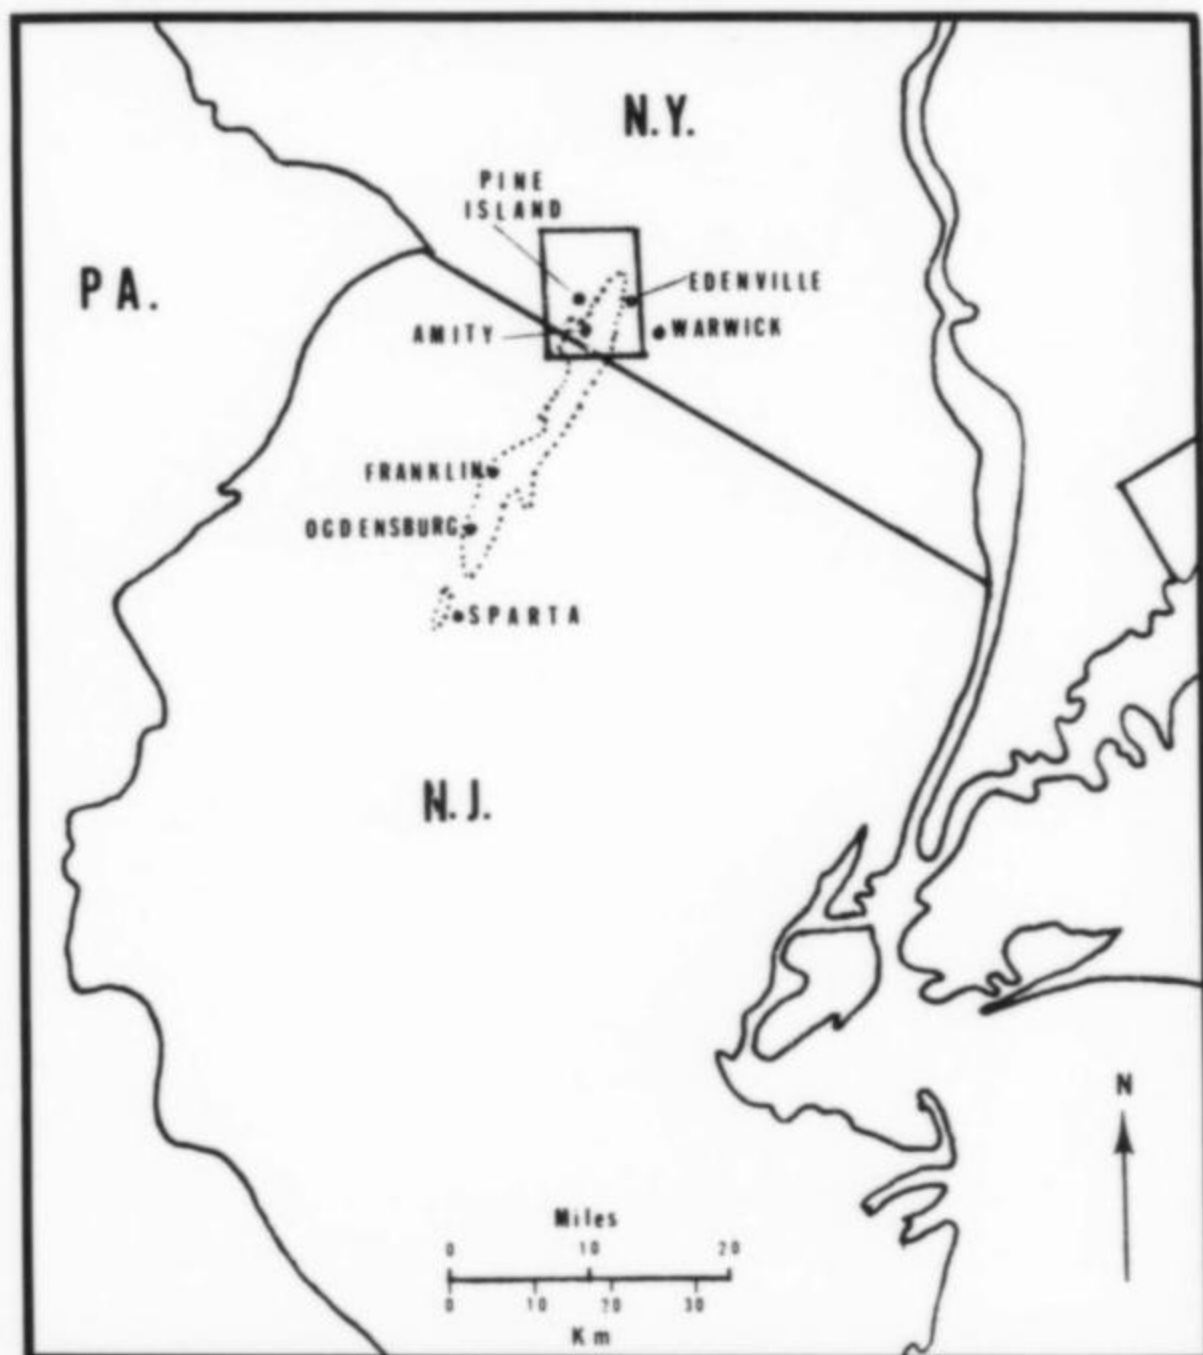 N.Y.
PINE
ISLAND
PA.
EDENVILLE
AMITY
WARWICK
FRANKLIN
OGDENSBURG
SPARTA
N.J.
N
Miles
0 10 20
0 10 20 30
Km